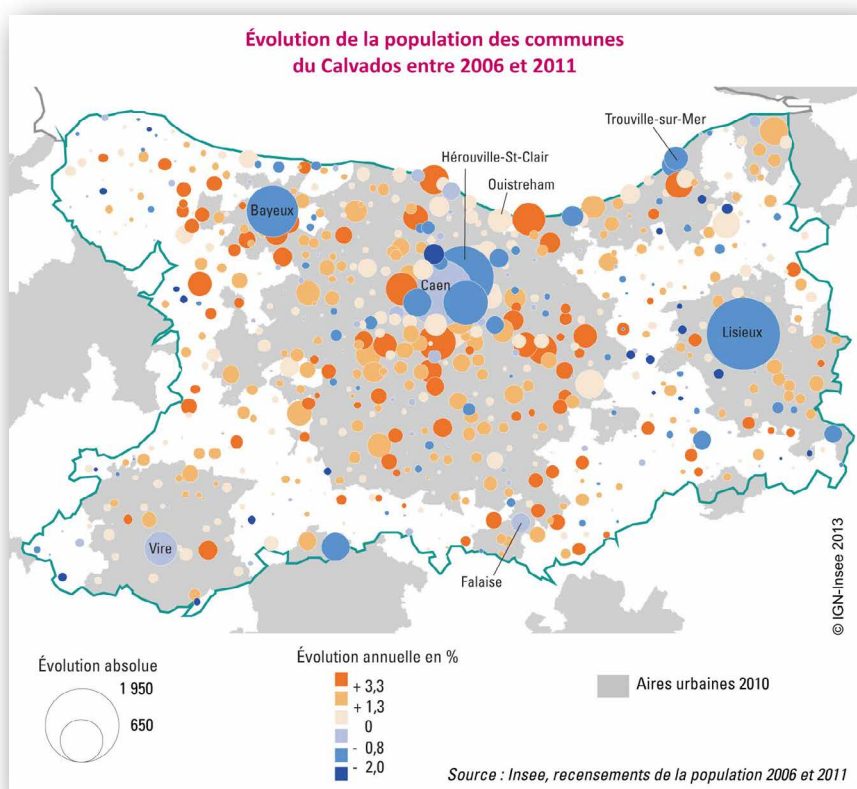 Évolution de la population des communes
du Calvados entre 2006 et 2011
Trouville-sur-Mer
Hérouville-St-Clair
Ouistreham
Bayeux
Caen
Lisieux
Vire
Falaise
© IGN-Insee 2013
Évolution absolue
1 950
650
Évolution annuelle en %
+ 3,3
+ 1,3
0
- 0,8
- 2,0
Aires urbaines 2010
Source : Insee, recensements de la population 2006 et 2011